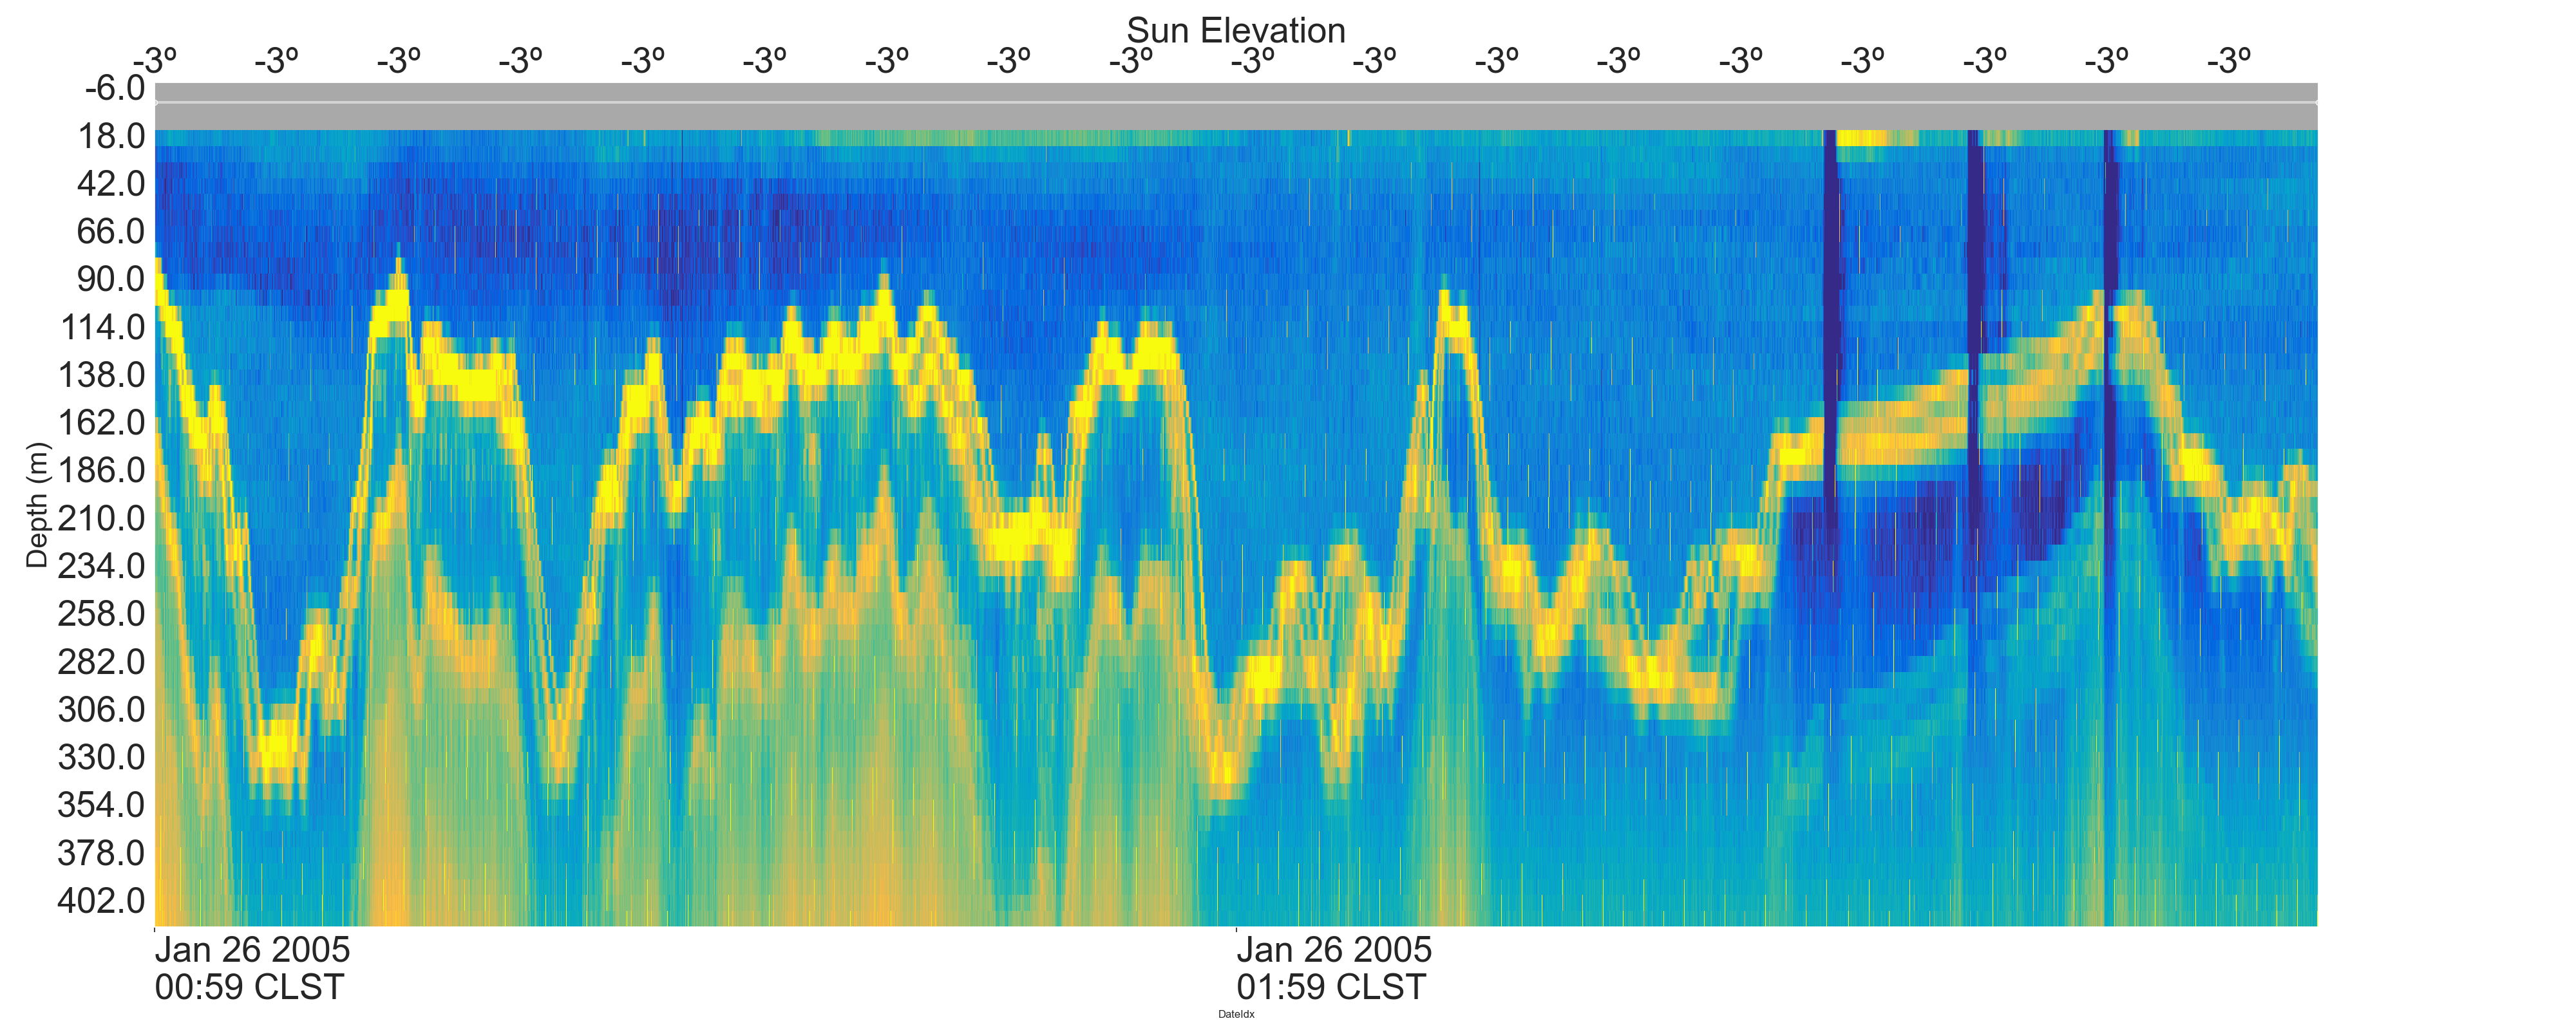 Sun Elevation
-3º -3º -3º -3º -3º -3º -3º -3º -3º -3º -3º -3º -3º -3º -3º -3º -3º -3º
-6.0
18.0
42.0
66.0
90.0
114.0
138.0
162.0
186.0
210.0
234.0
258.0
282.0
306.0
330.0
354.0
378.0
402.0
Depth (m)
Jan 26 2005
00:59 CLST
Jan 26 2005
01:59 CLST
DateIdx